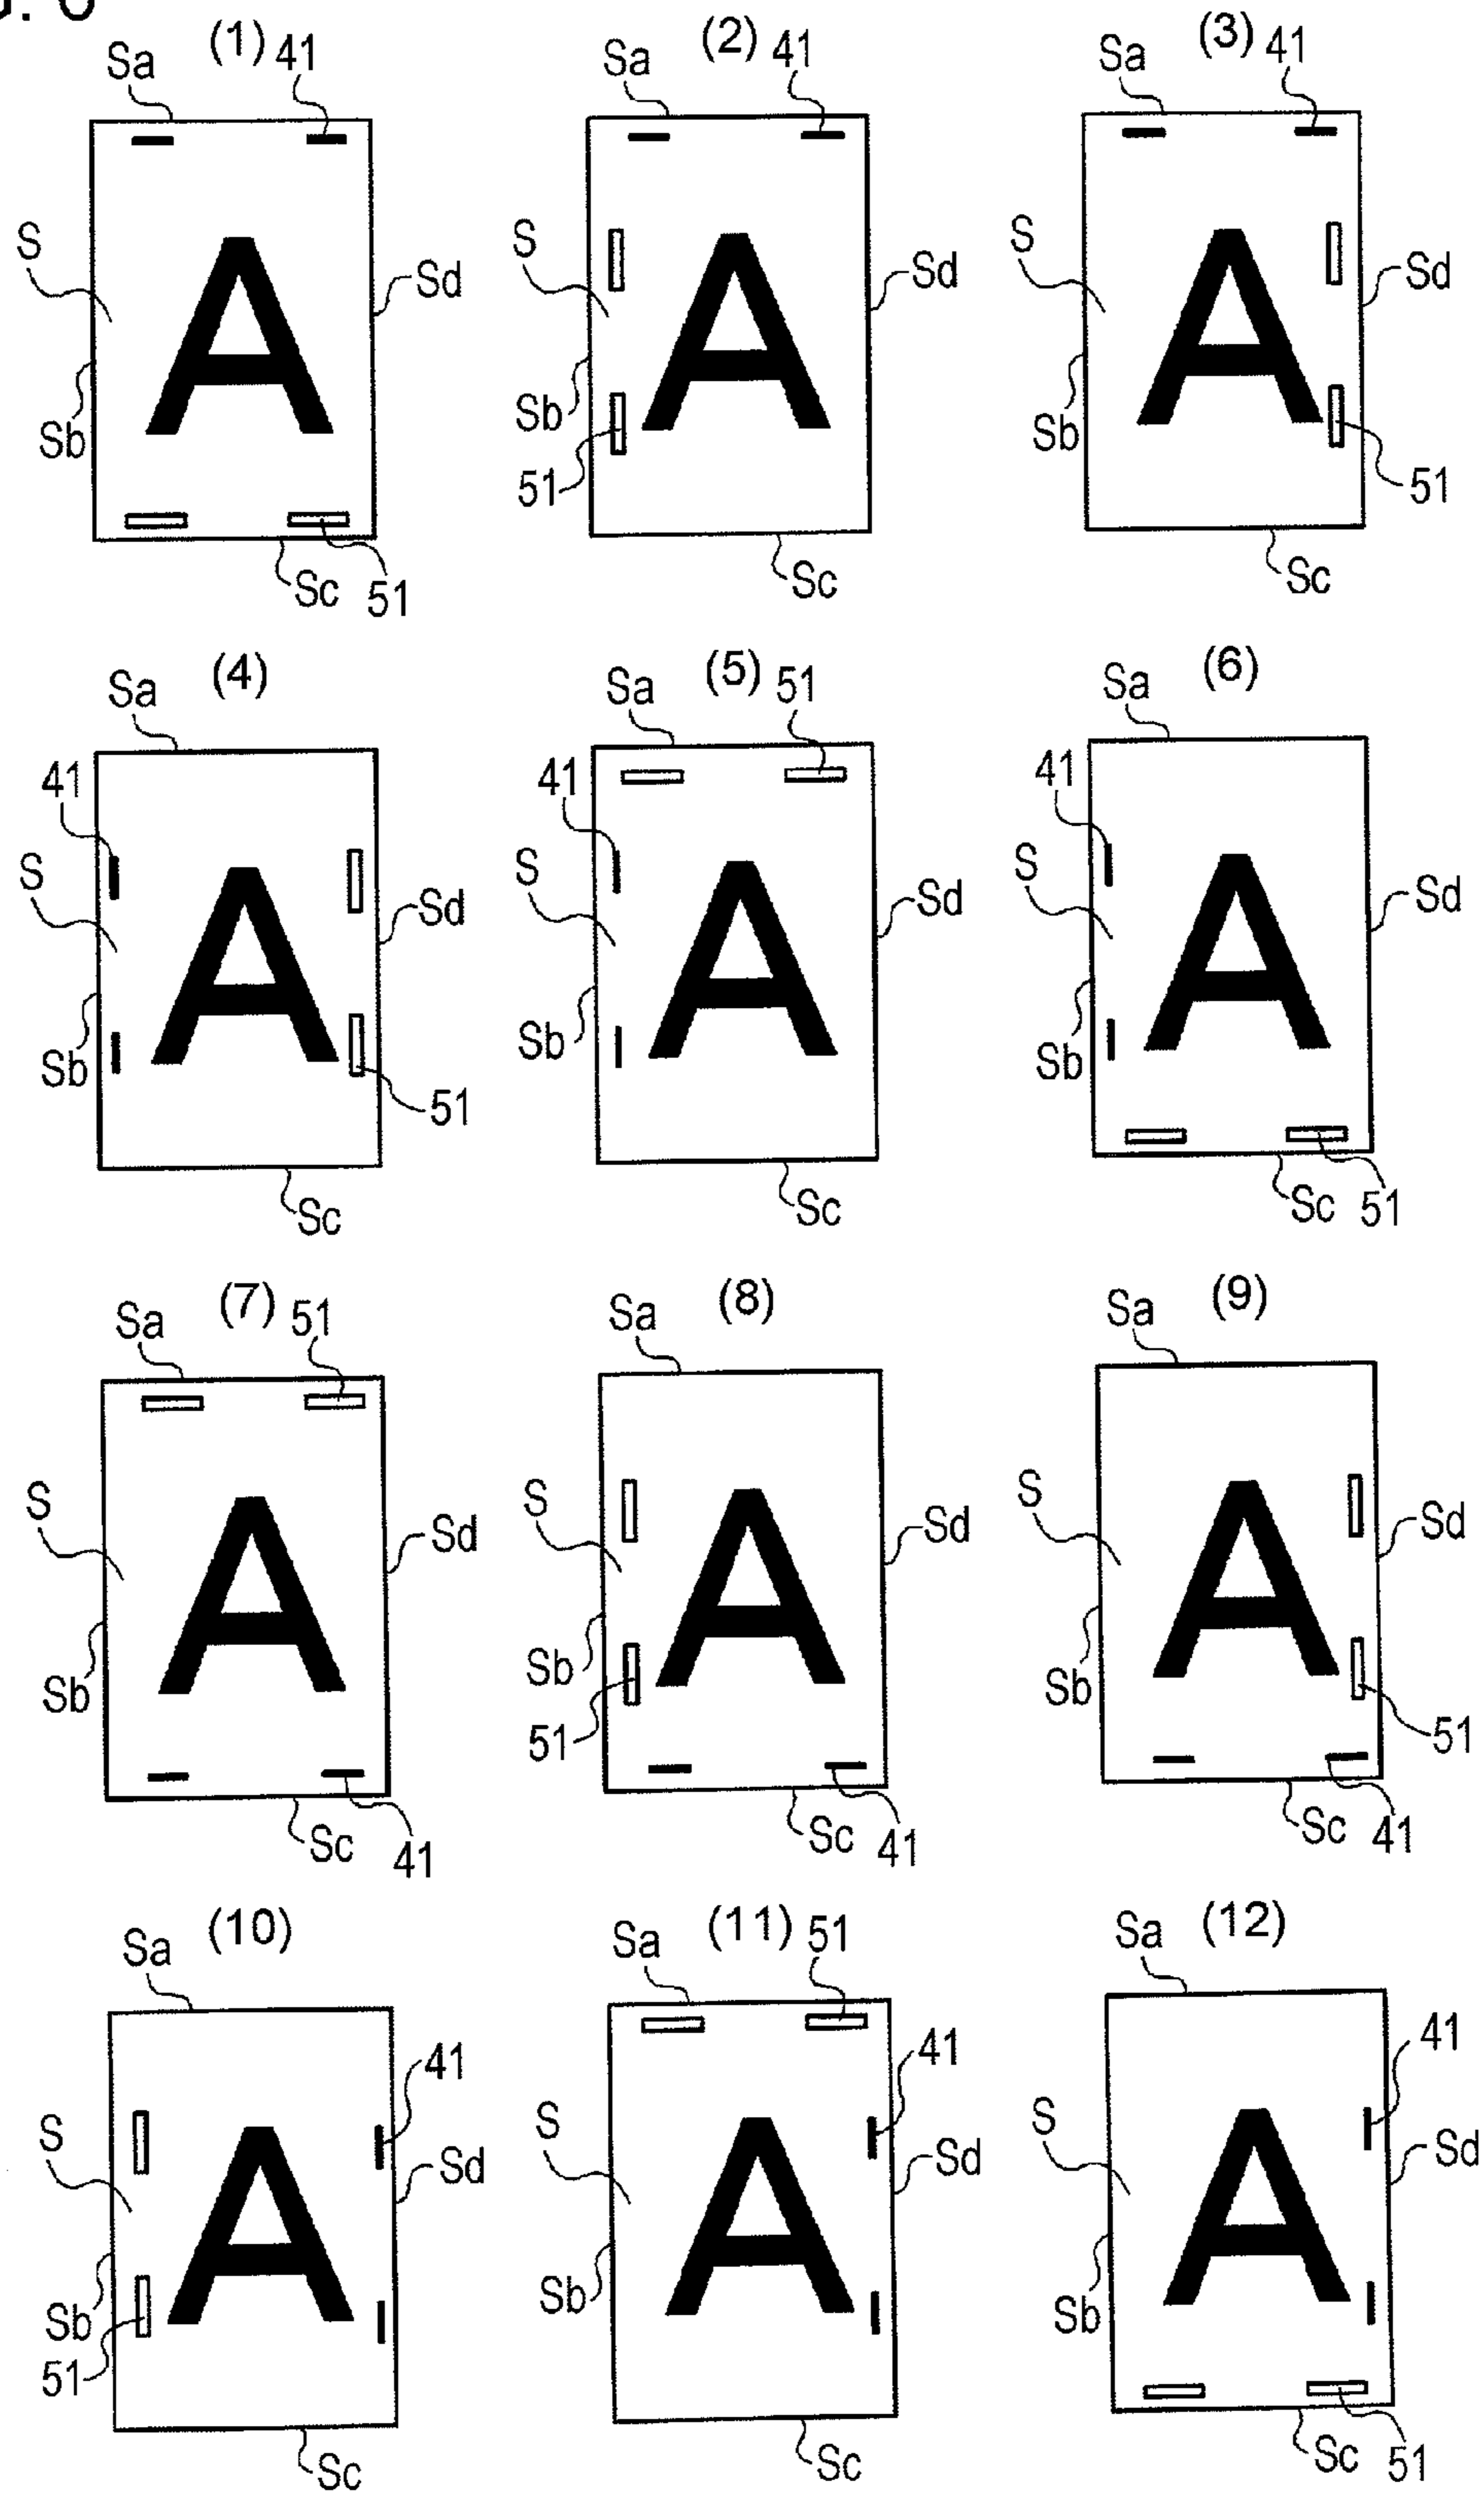 (1) (2) (3)
Sa 41 Sa 41 Sa 41
S A Sd S A Sd S A Sd
Sb Sb Sb
51 51
Sc 51 Sc Sc
(4) (5) (6)
Sa Sa 51 Sa
41 41 41
S A Sd S A Sd S A Sd
Sb Sb Sb
51
Sc Sc Sc 51
(7) (8) (9)
Sa 51 Sa Sa
S A Sd S A Sd S A Sd
Sb Sb Sb
51 51
Sc 41 Sc 41 Sc 41
(10) (11) (12)
Sa Sa 51 Sa
41 41 41
S A Sd S A Sd S A Sd
Sb Sb Sb
51
Sc Sc Sc 51